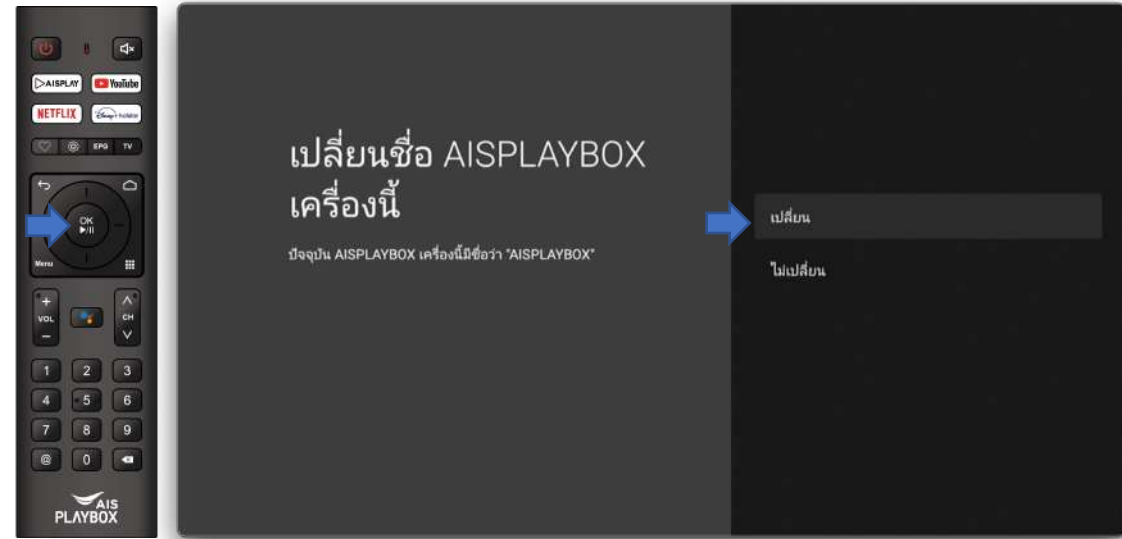 AISPLAY YouTube
NETFLIX Disney+ hotstar
EPG TV
OK
Menu
+ CH
VOL
−
1 2 3
4 5 6
7 8 9
@ 0
AIS
PLAYBOX
เปลี่ยนชื่อ AISPLAYBOX
เครื่องนี้
ปัจจุบัน AISPLAYBOX เครื่องนี้มีชื่อว่า "AISPLAYBOX"
เปลี่ยน
ไม่เปลี่ยน